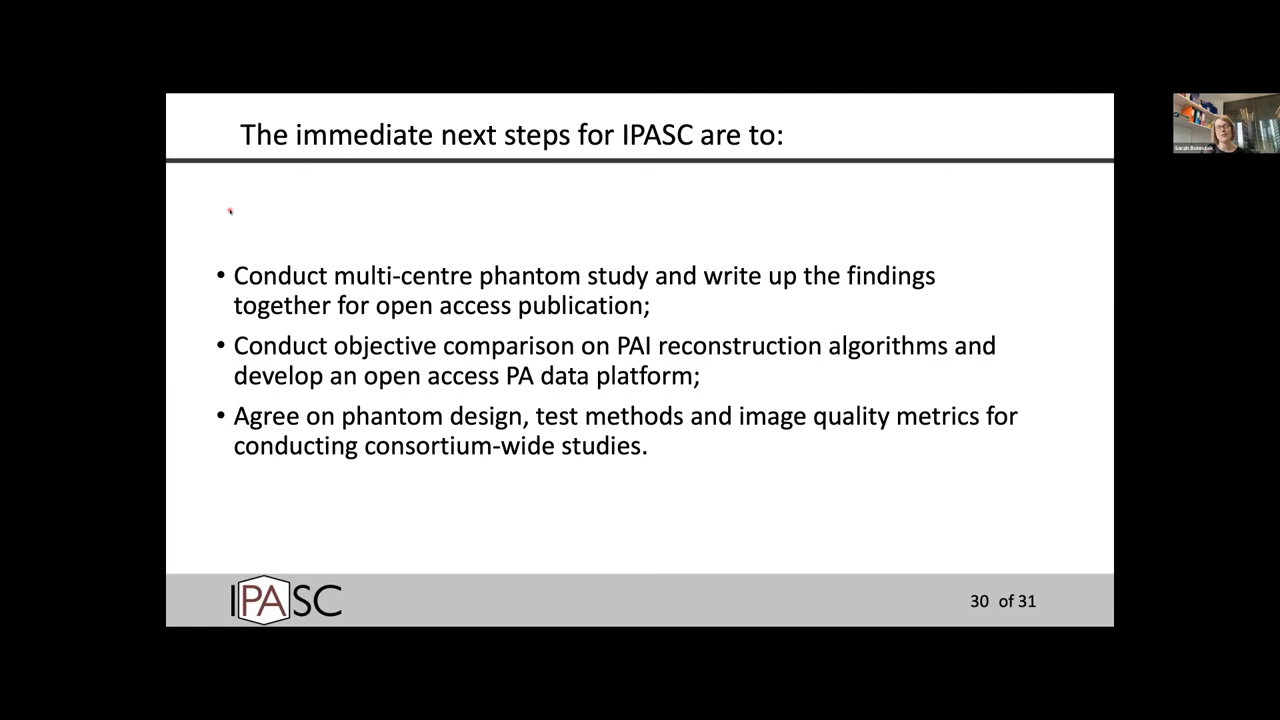 The immediate next steps for IPASC are to:
Sarah Bohndiek
• Conduct multi-centre phantom study and write up the findings
together for open access publication;
• Conduct objective comparison on PAI reconstruction algorithms and
develop an open access PA data platform;
• Agree on phantom design, test methods and image quality metrics for
conducting consortium-wide studies.
IPASC
30 of 31